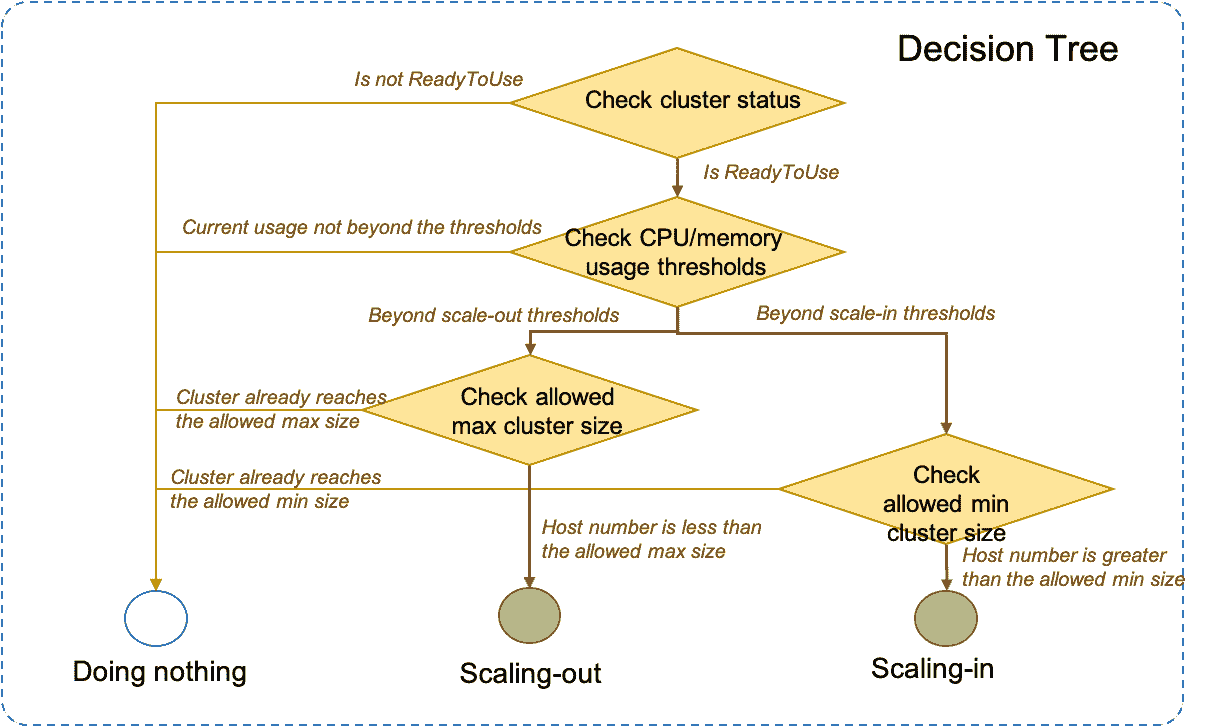 Decision Tree
Is not ReadyToUse
Check cluster status
Is ReadyToUse
Current usage not beyond the thresholds
Check CPU/memory
usage thresholds
Beyond scale-out thresholds
Beyond scale-in thresholds
Cluster already reaches
the allowed max size
Check allowed
max cluster size
Cluster already reaches
the allowed min size
Check
allowed min
cluster size
Host number is less than
the allowed max size
Host number is greater
than the allowed min size
Doing nothing
Scaling-out
Scaling-in